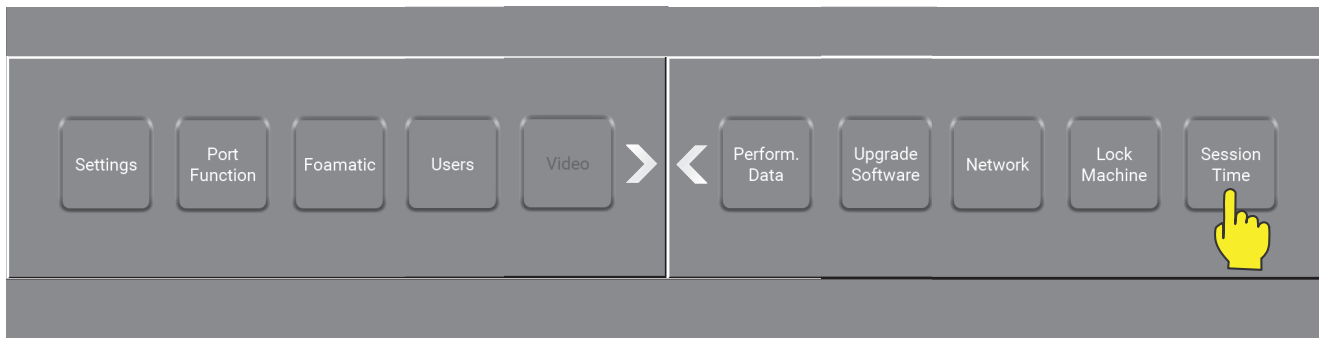 Settings
Port
Function
Foamatic
Users
Video
Perform.
Data
Upgrade
Software
Network
Lock
Machine
Session
Time